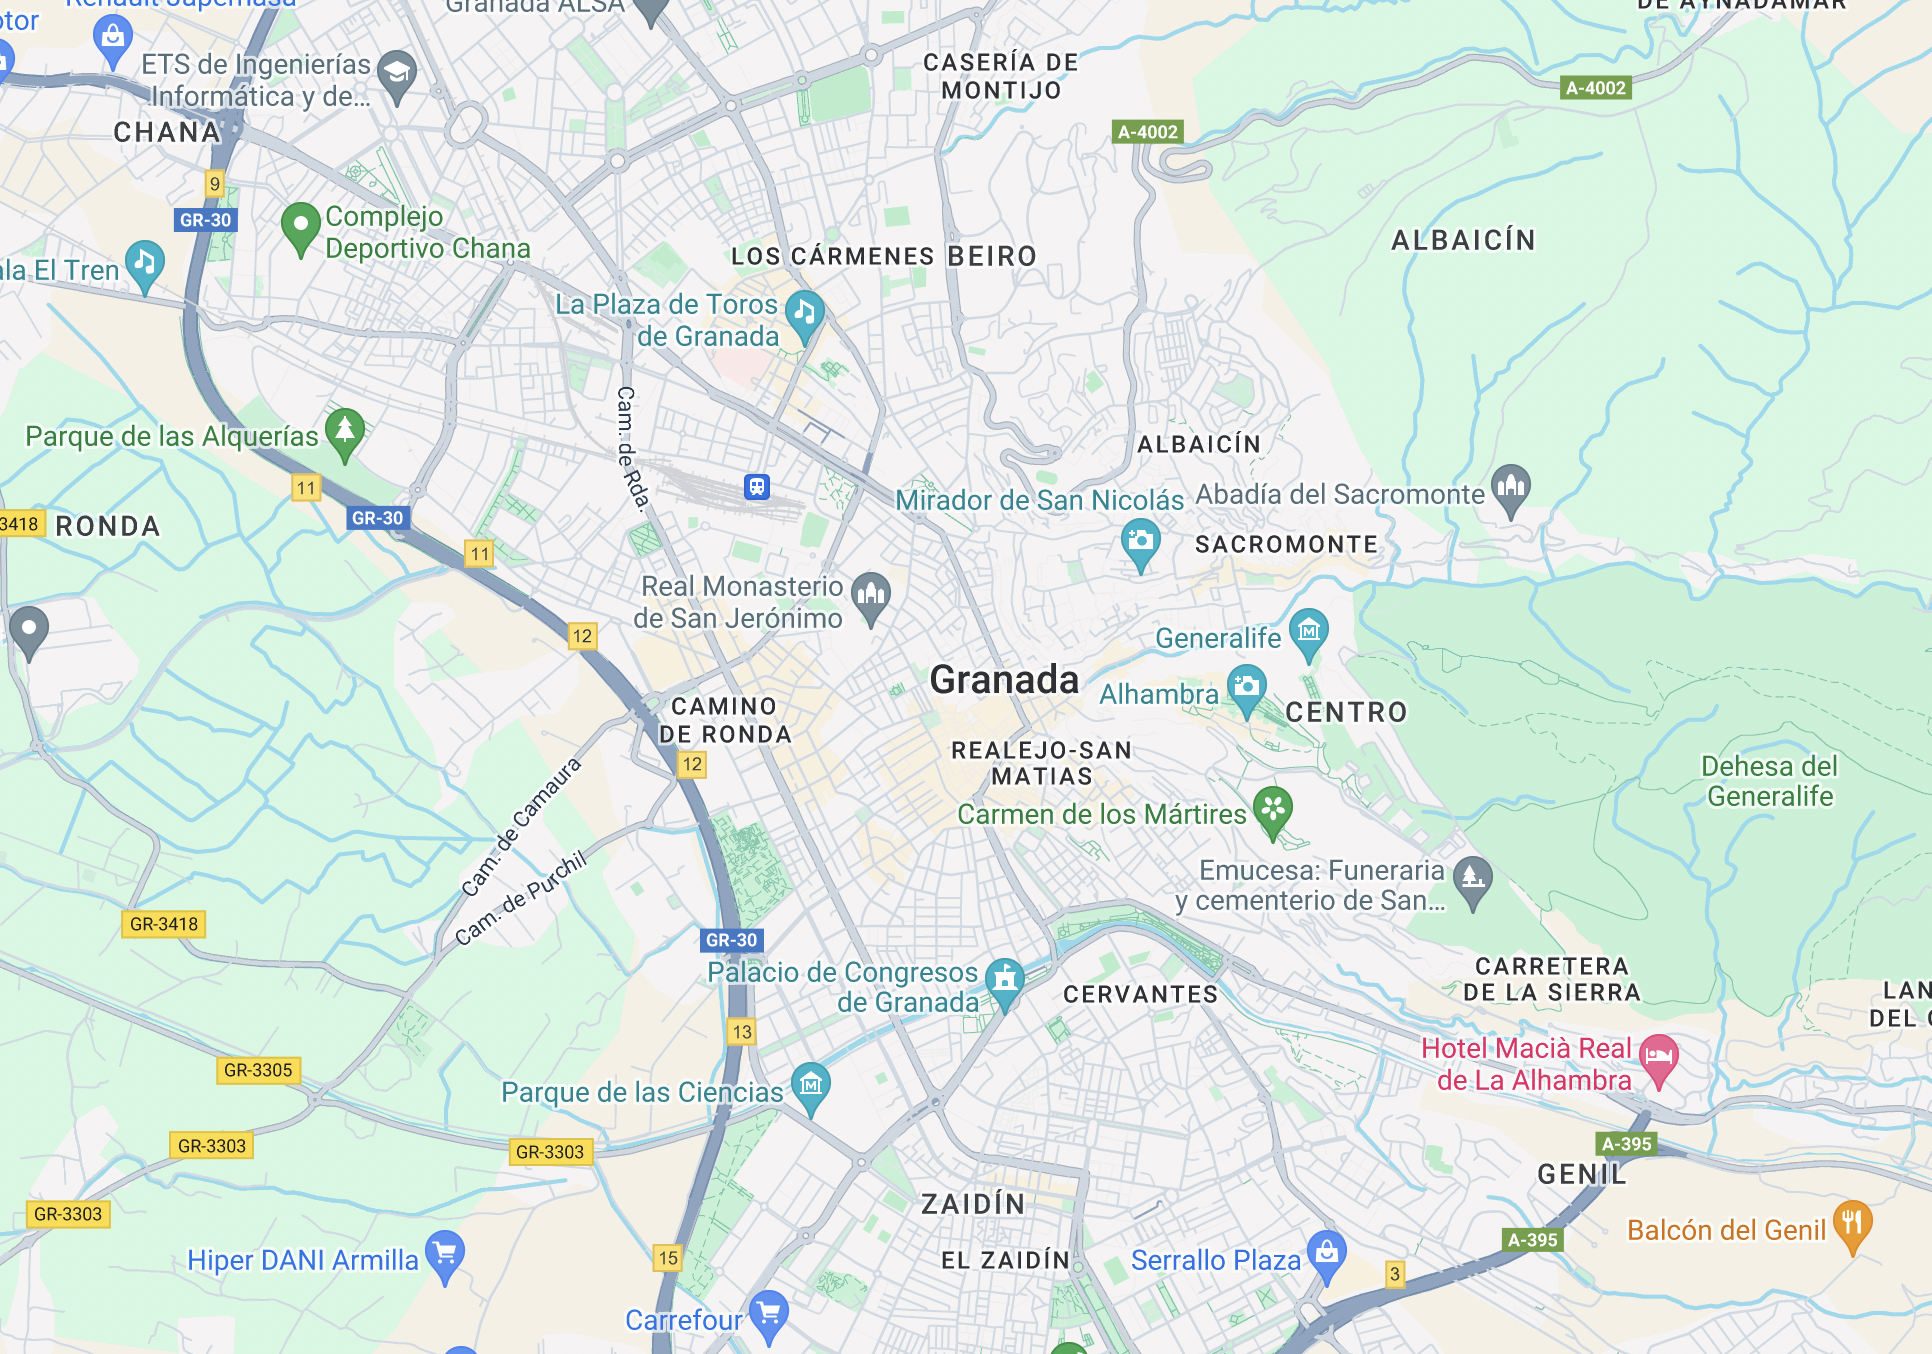 Renault Supermasa
otor
Granada ALSA
DE AYNADAMAR
ETS de Ingenierías
Informática y de...
CASERÍA DE
MONTIJO
A-4002
A-4002
CHANA
9
GR-30
Complejo
Deportivo Chana
ala El Tren
LOS CÁRMENES
BEIRO
ALBAICÍN
La Plaza de Toros
de Granada
Cam. de Rda.
Parque de las Alquerías
ALBAICÍN
11
GR-30
Mirador de San Nicolás
Abadía del Sacromonte
3418
RONDA
11
SACROMONTE
Real Monasterio
de San Jerónimo
12
Generalife
Granada
Alhambra
CENTRO
CAMINO
DE RONDA
12
REALEJO-SAN
MATIAS
Dehesa del
Generalife
Cam. de Camaura
Carmen de los Mártires
Cam. de Purchil
Emucesa: Funeraria
y cementerio de San...
GR-3418
GR-30
Palacio de Congresos
de Granada
CERVANTES
CARRETERA
DE LA SIERRA
LAN
DEL C
13
GR-3305
Hotel Macià Real
de La Alhambra
Parque de las Ciencias
GR-3303
GR-3303
A-395
GENIL
GR-3303
ZAIDÍN
15
Hiper DANI Armilla
EL ZAIDÍN
Serrallo Plaza
A-395
Balcón del Genil
3
Carrefour